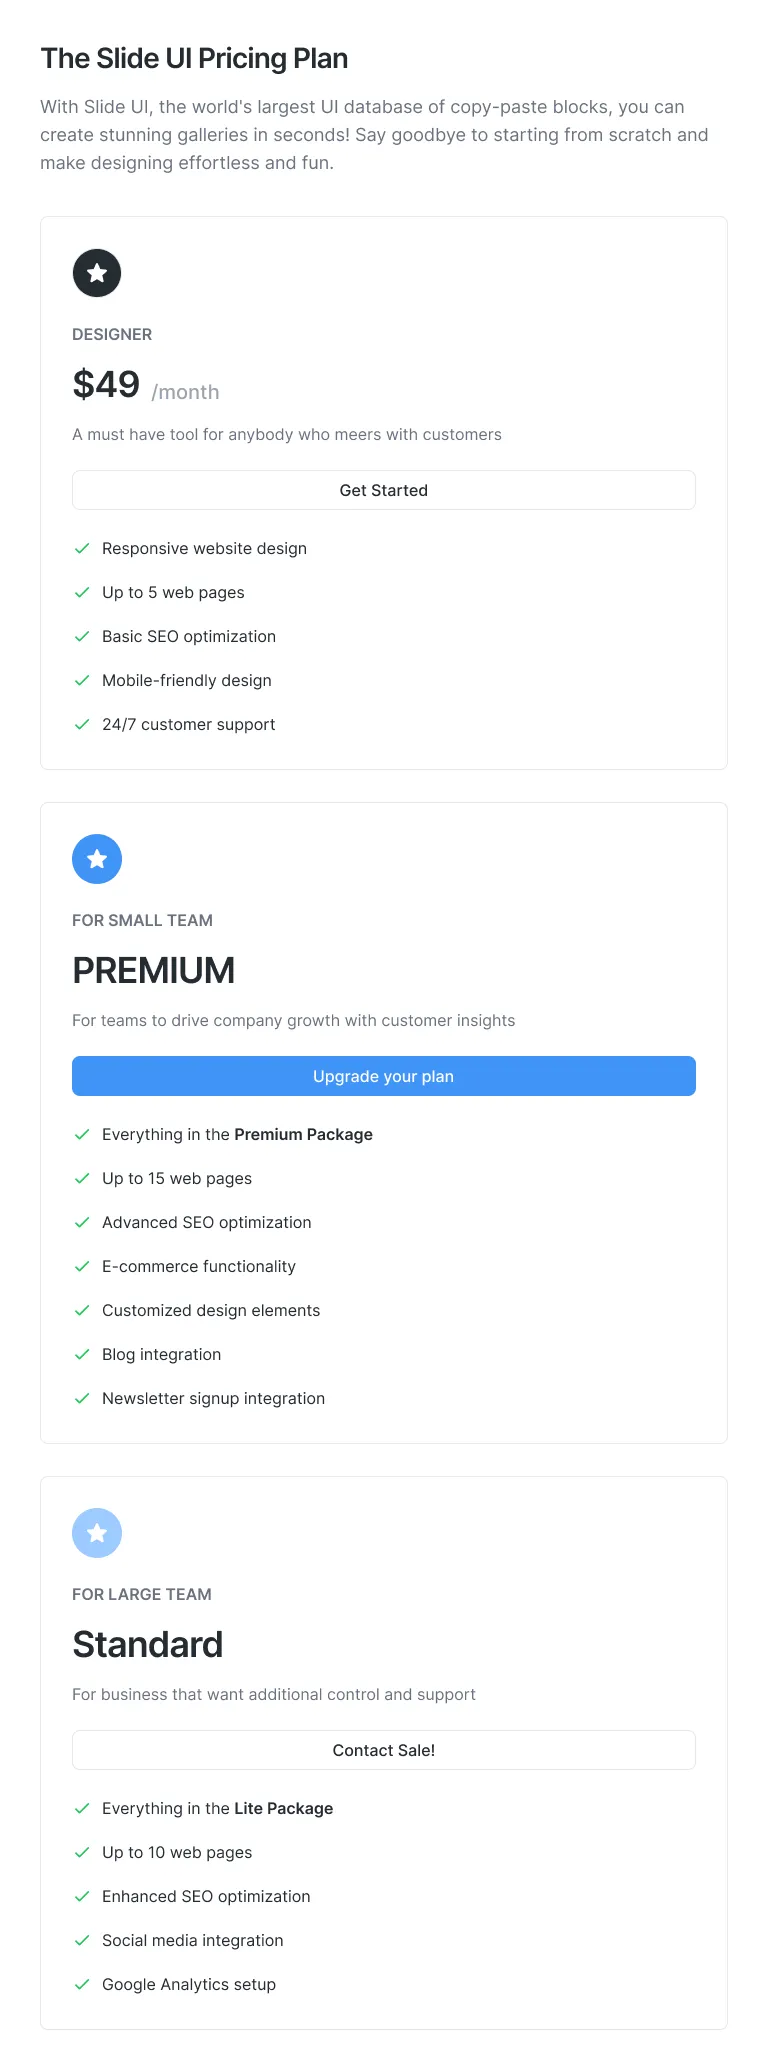 The Slide UI Pricing Plan
With Slide UI, the world's largest UI database of copy-paste blocks, you can
create stunning galleries in seconds! Say goodbye to starting from scratch and
make designing effortless and fun.
DESIGNER
$49 /month
A must have tool for anybody who meers with customers
Get Started
Responsive website design
Up to 5 web pages
Basic SEO optimization
Mobile-friendly design
24/7 customer support
FOR SMALL TEAM
PREMIUM
For teams to drive company growth with customer insights
Upgrade your plan
Everything in the Premium Package
Up to 15 web pages
Advanced SEO optimization
E-commerce functionality
Customized design elements
Blog integration
Newsletter signup integration
FOR LARGE TEAM
Standard
For business that want additional control and support
Contact Sale!
Everything in the Lite Package
Up to 10 web pages
Enhanced SEO optimization
Social media integration
Google Analytics setup